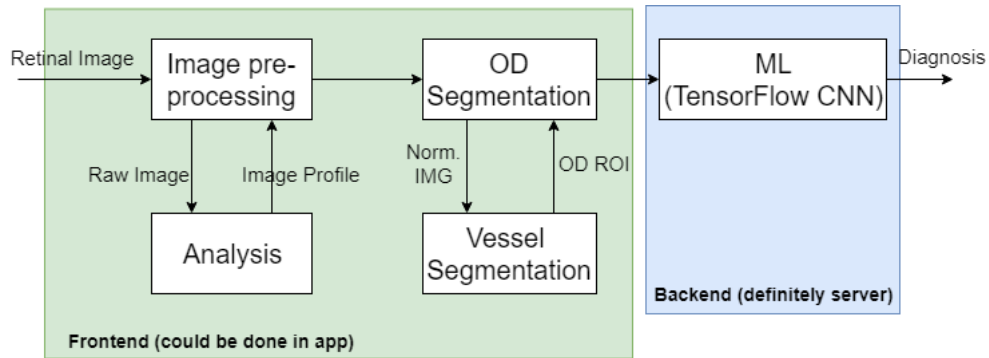 Retinal Image
Image pre-
processing
OD
Segmentation
ML
(TensorFlow CNN)
Diagnosis
Raw Image
Image Profile
Norm.
IMG
OD ROI
Analysis
Vessel
Segmentation
Backend (definitely server)
Frontend (could be done in app)